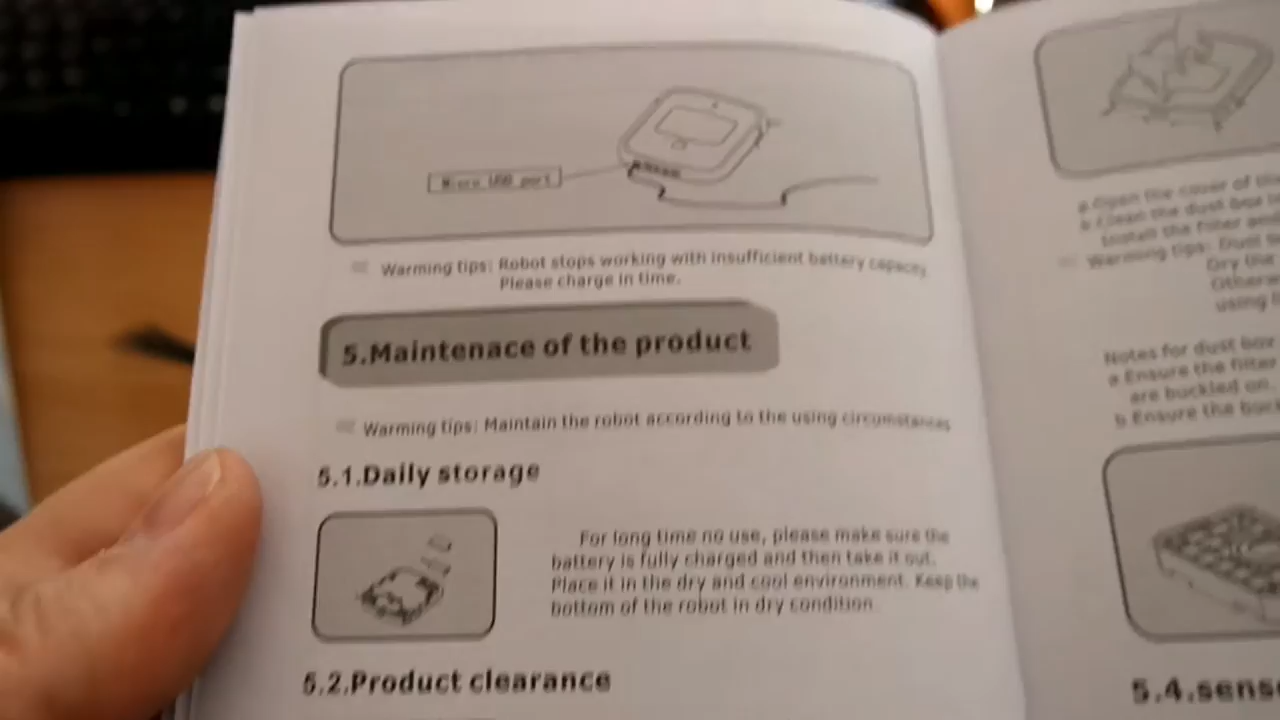 Micro USB port
Warming tips: Robot stops working with insufficient battery capacity.
Please charge in time.
5.Maintenace of the product
Warming tips: Maintain the robot according to the using circumstances
5.1.Daily storage
For long time no use, please make sure the
battery is fully charged and then take it out.
Place it in the dry and cool environment. Keep the
bottom of the robot in dry condition.
5.2.Product clearance
a.Open the cover of
b.Clean the dust box
Install the filter and
Warming tips: Dust
Dry the
using
Notes for dust box
a.Ensure the filter
are buckled on.
b.Ensure the
5.4.